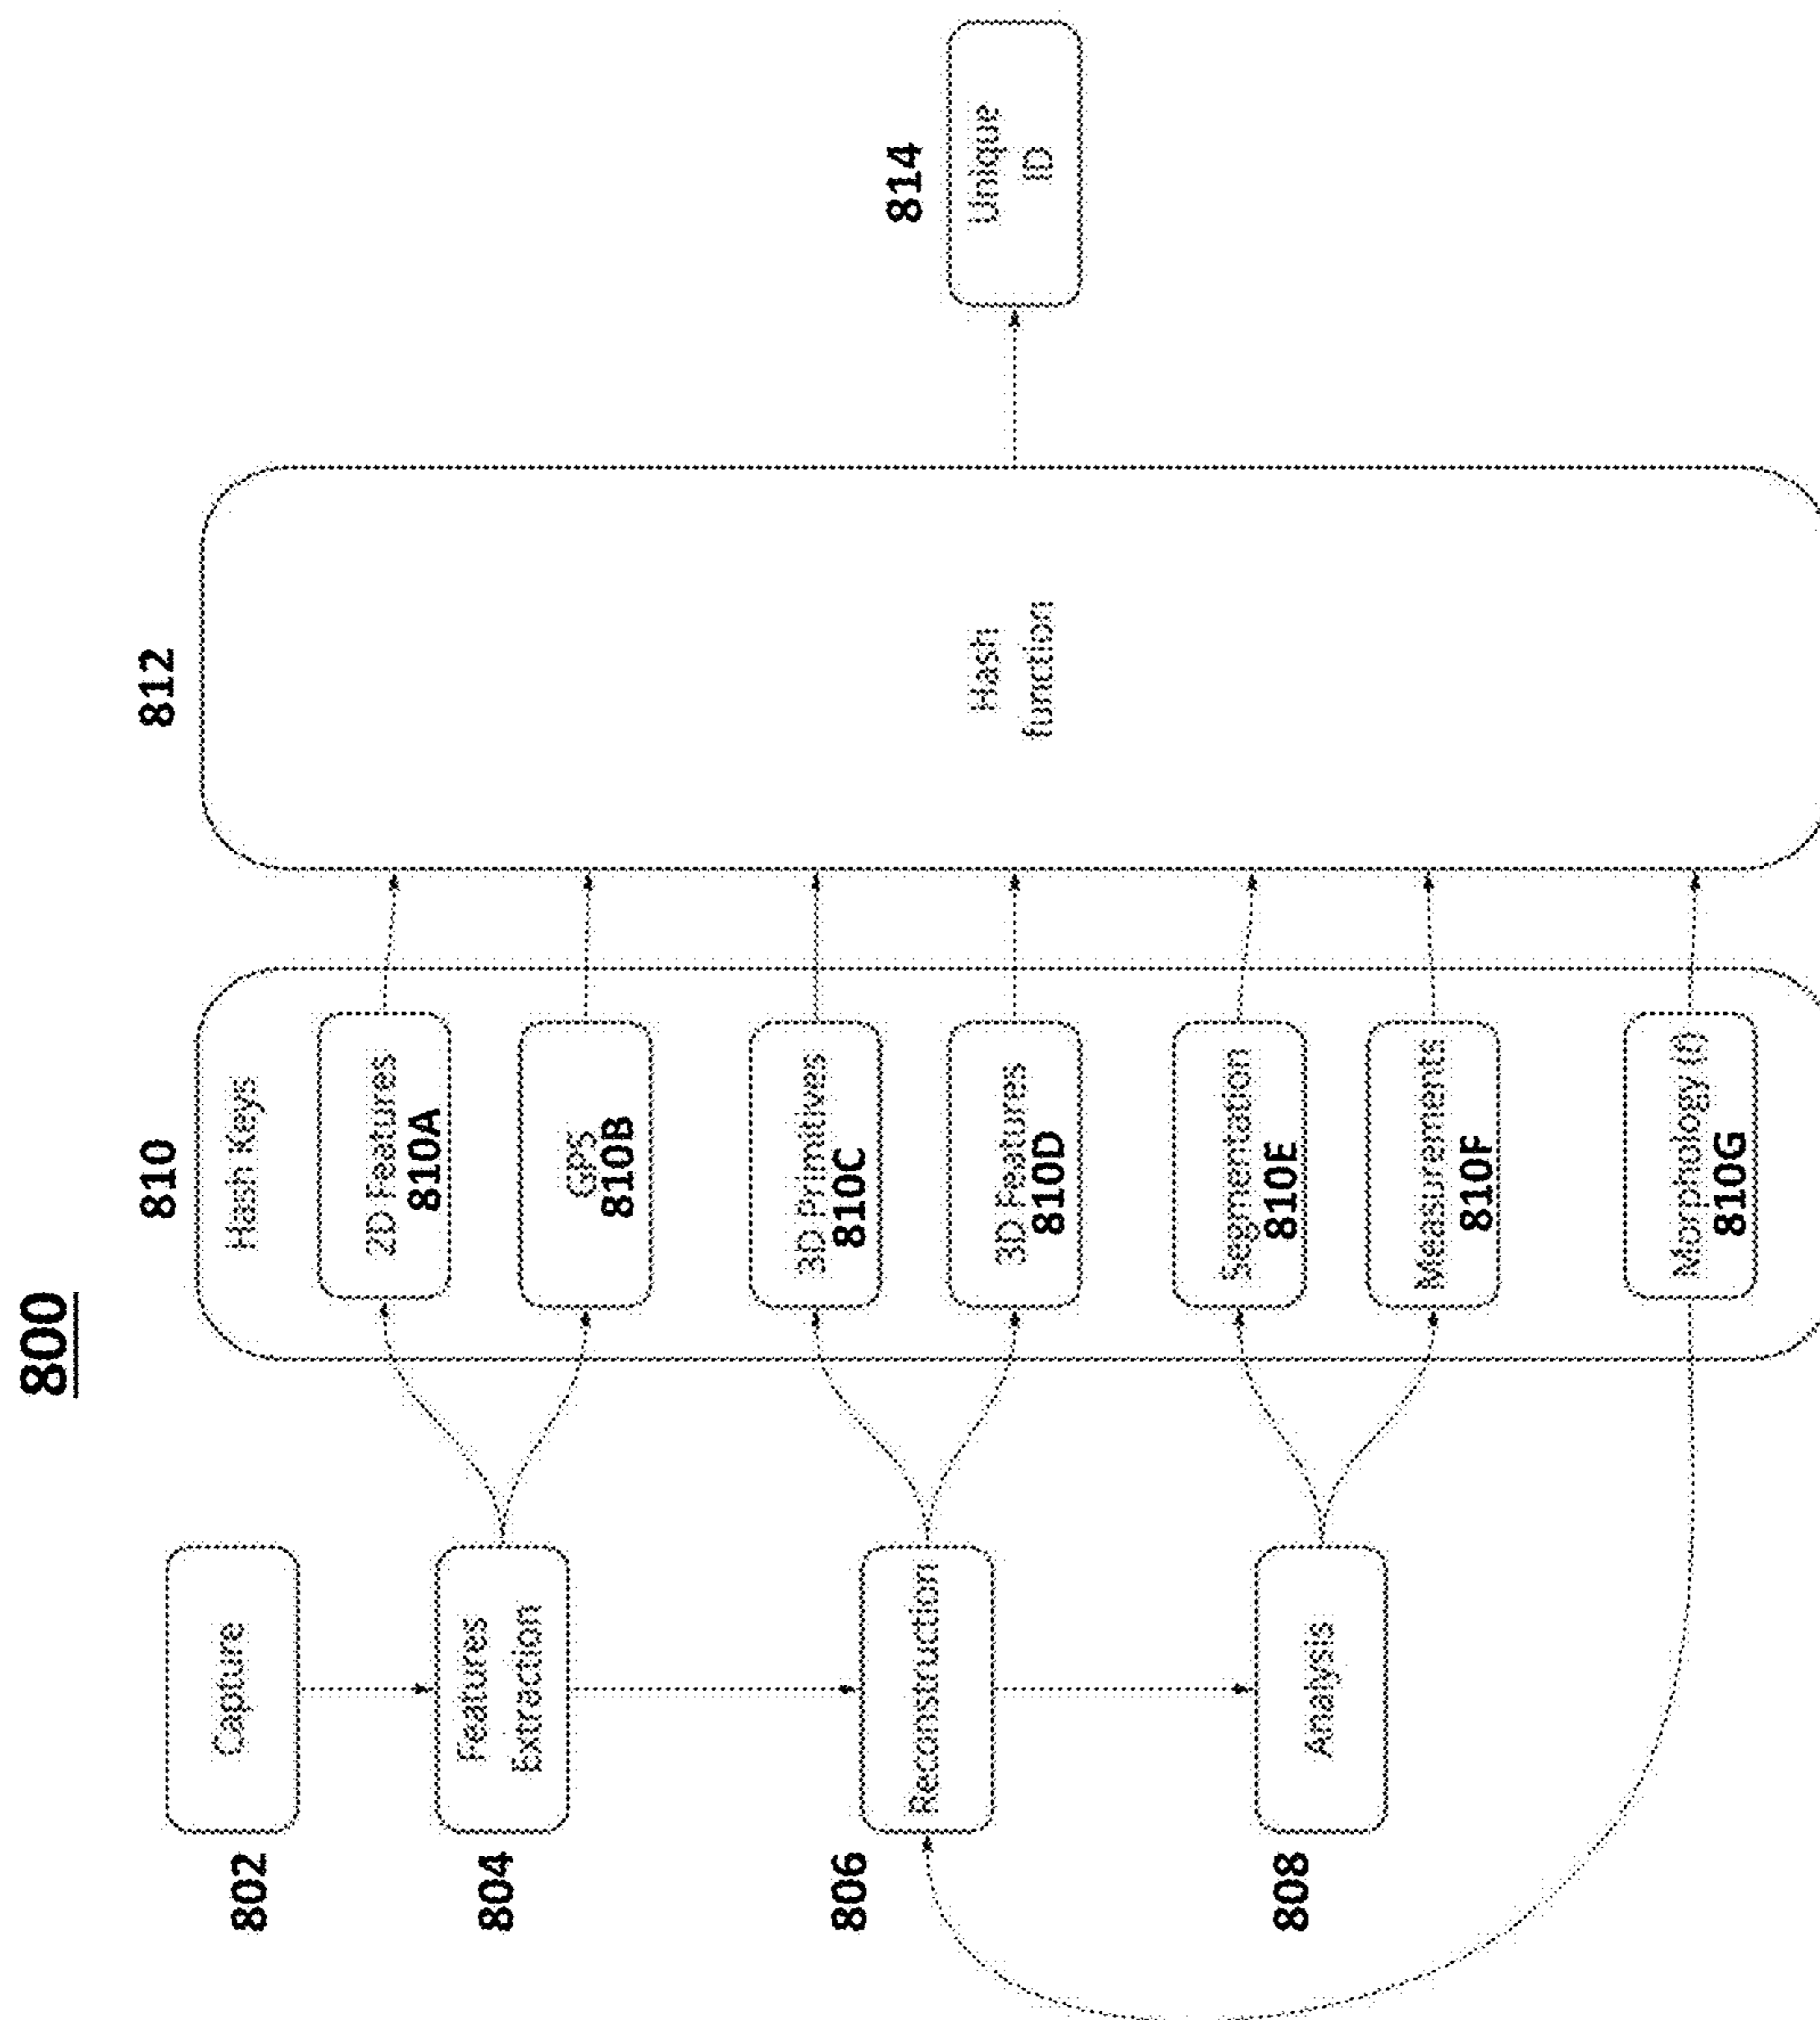 800
802
Capture
804
Features
Extraction
806
Reconstruction
808
Analysis
810
Hash Keys
2D Features
810A
GPS
810B
3D Primitives
810C
3D Features
810D
Segmentation
810E
Measurements
810F
Morphology (t)
810G
812
Hash
function
814
Unique
ID